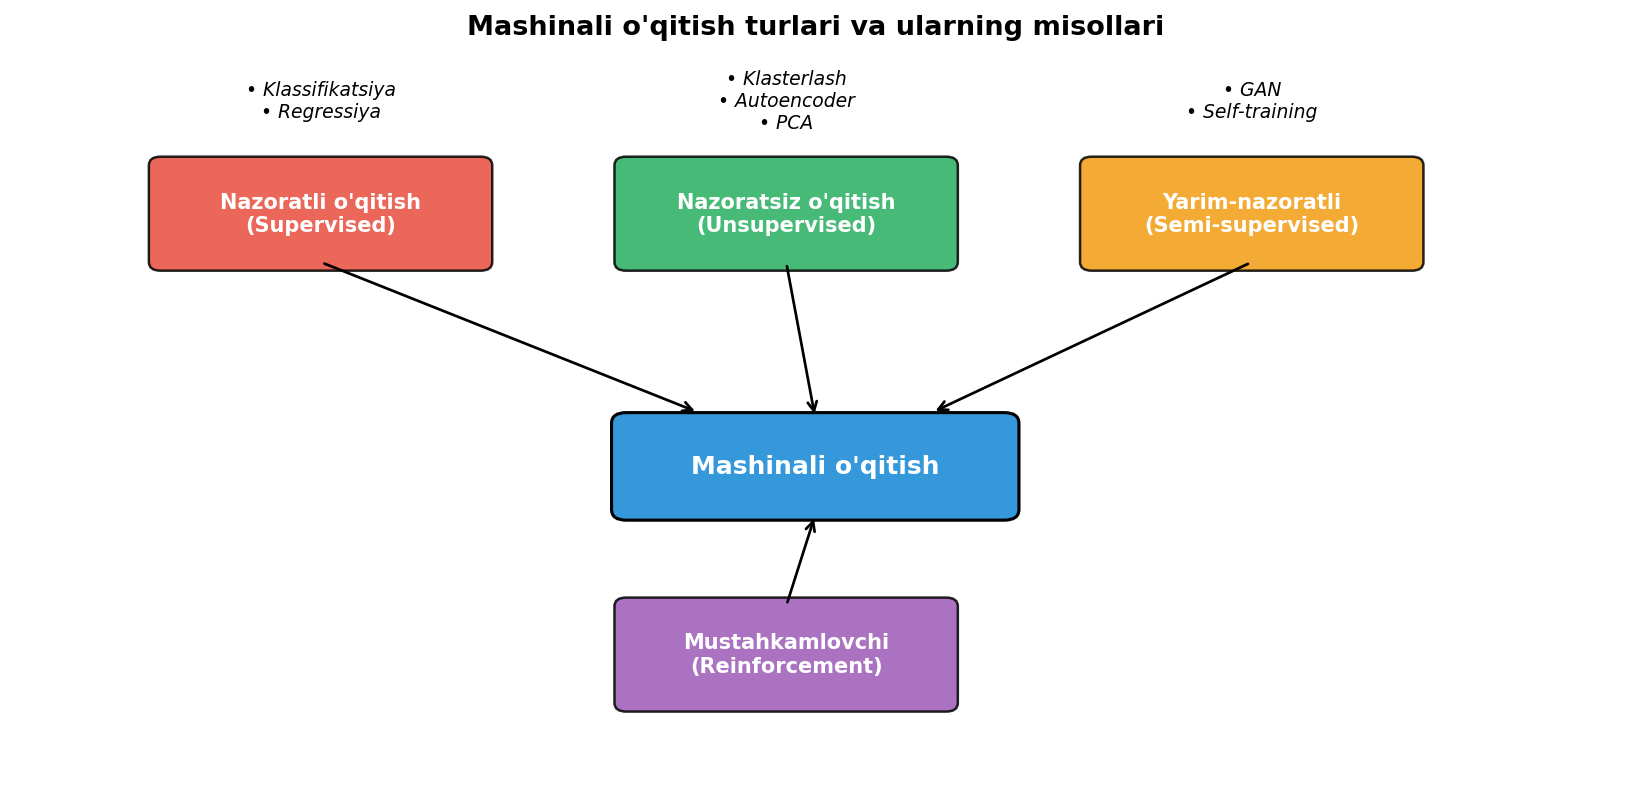 Mashinali o'qitish turlari va ularning misollari
• Klassifikatsiya
• Regressiya
• Klasterlash
• Autoencoder
• PCA
• GAN
• Self-training
Nazoratli o'qitish
(Supervised)
Nazoratsiz o'qitish
(Unsupervised)
Yarim-nazoratli
(Semi-supervised)
Mashinali o'qitish
Mustahkamlovchi
(Reinforcement)